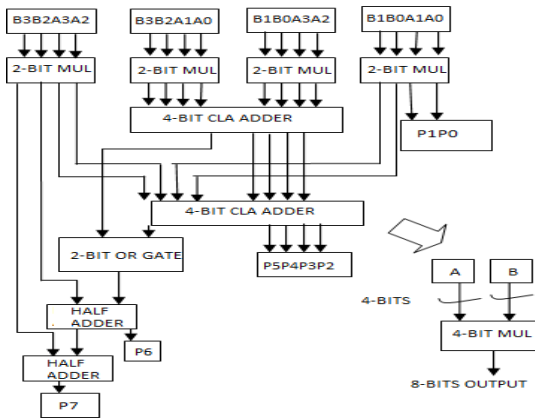 B3B2A3A2 B3B2A1A0 B1B0A3A2 B1B0A1A0
2-BIT MUL 2-BIT MUL 2-BIT MUL 2-BIT MUL
4-BIT CLA ADDER
P1P0
4-BIT CLA ADDER
2-BIT OR GATE
P5P4P3P2
A B
4-BITS
HALF
ADDER
4-BIT MUL
P6
HALF
ADDER
8-BITS OUTPUT
P7